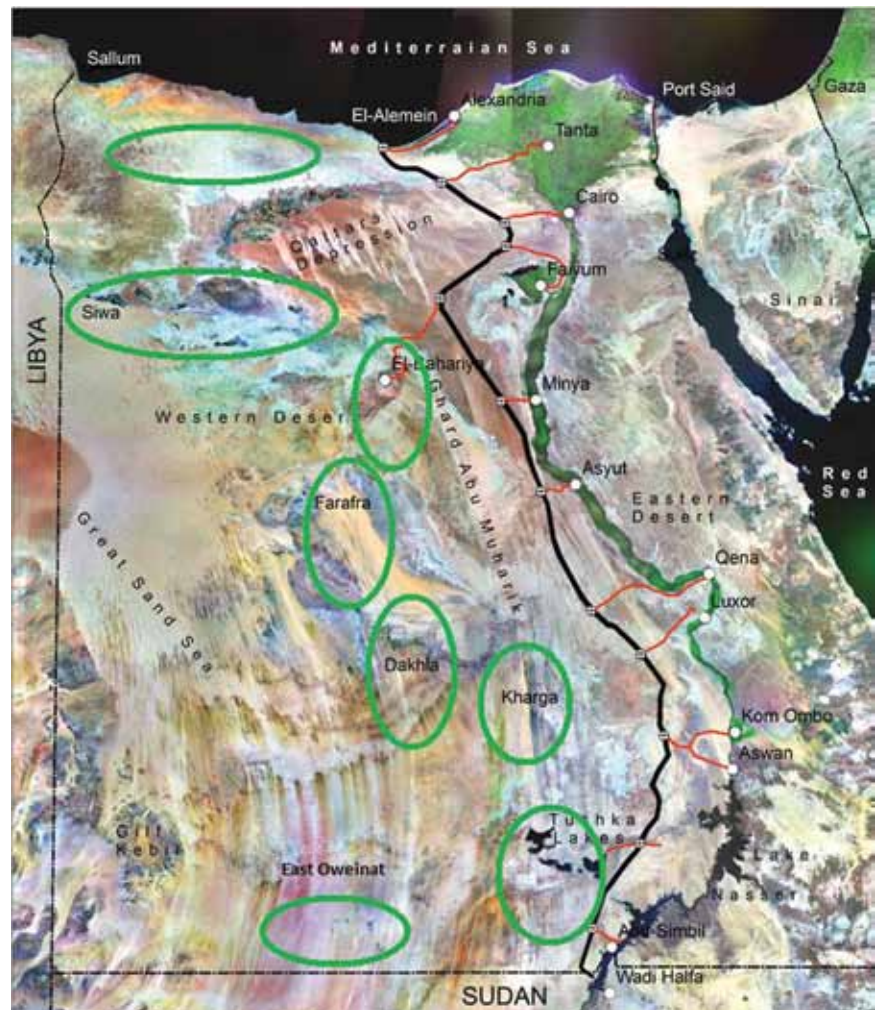 Mediterraian Sea
Sallum
Port Said
Gaza
El-Alemein
Alexandria
Tanta
Cairo
Qattara
Depression
Faiyum
Sinai
Siwa
LIBYA
El-Bahariya
Minya
Western Deser
Ghard Abu Muharik
Red
Sea
Asyut
Farafra
Eastern
Desert
Great Sand Sea
Qena
Luxor
Dakhla
Kharga
Kom Ombo
Aswan
Tushka
Lakes
Gilf
Kebir
Lake
Nasser
East Oweinat
Abu-Simbil
Wadi Halfa
SUDAN